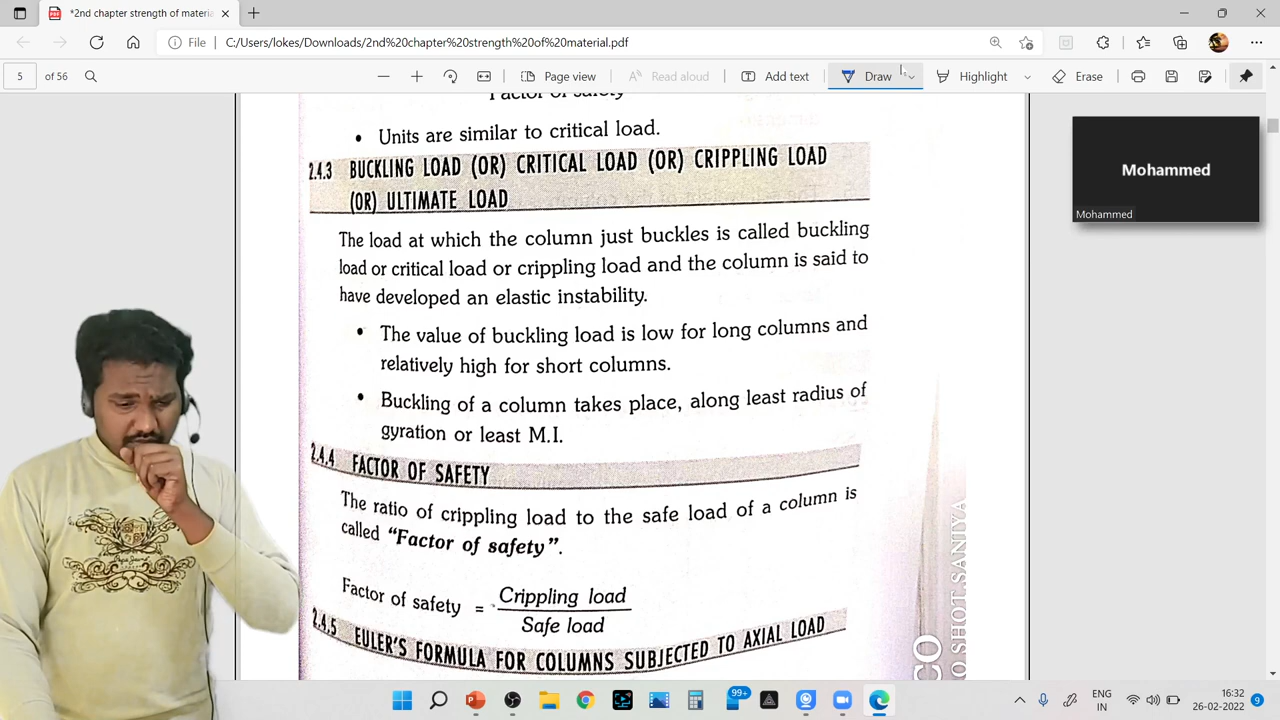 *2nd chapter strength of materia
File
C:/Users/lokes/Downloads/2nd%20chapter%20strength%20of%20material.pdf
5 of 56
Page view
Read aloud
Add text
Draw
Highlight
Erase
Factor of safety
• Units are similar to critical load.
2.4.3 BUCKLING LOAD (OR) CRITICAL LOAD (OR) CRIPPLING LOAD
(OR) ULTIMATE LOAD
The load at which the column just buckles is called buckling
load or critical load or crippling load and the column is said to
have developed an elastic instability.
• The value of buckling load is low for long columns and
relatively high for short columns.
• Buckling of a column takes place, along least radius of
gyration or least M.I.
2.4.4 FACTOR OF SAFETY
The ratio of crippling load to the safe load of a column is
called "Factor of safety".
Factor of safety = Crippling load
Safe load
2.4.5 EULER'S FORMULA FOR COLUMNS SUBJECTED TO AXIAL LOAD
Mohammed
Mohammed
CO
O SHOT.SANIYA
99+
ENG
IN
16:32
26-02-2022
9